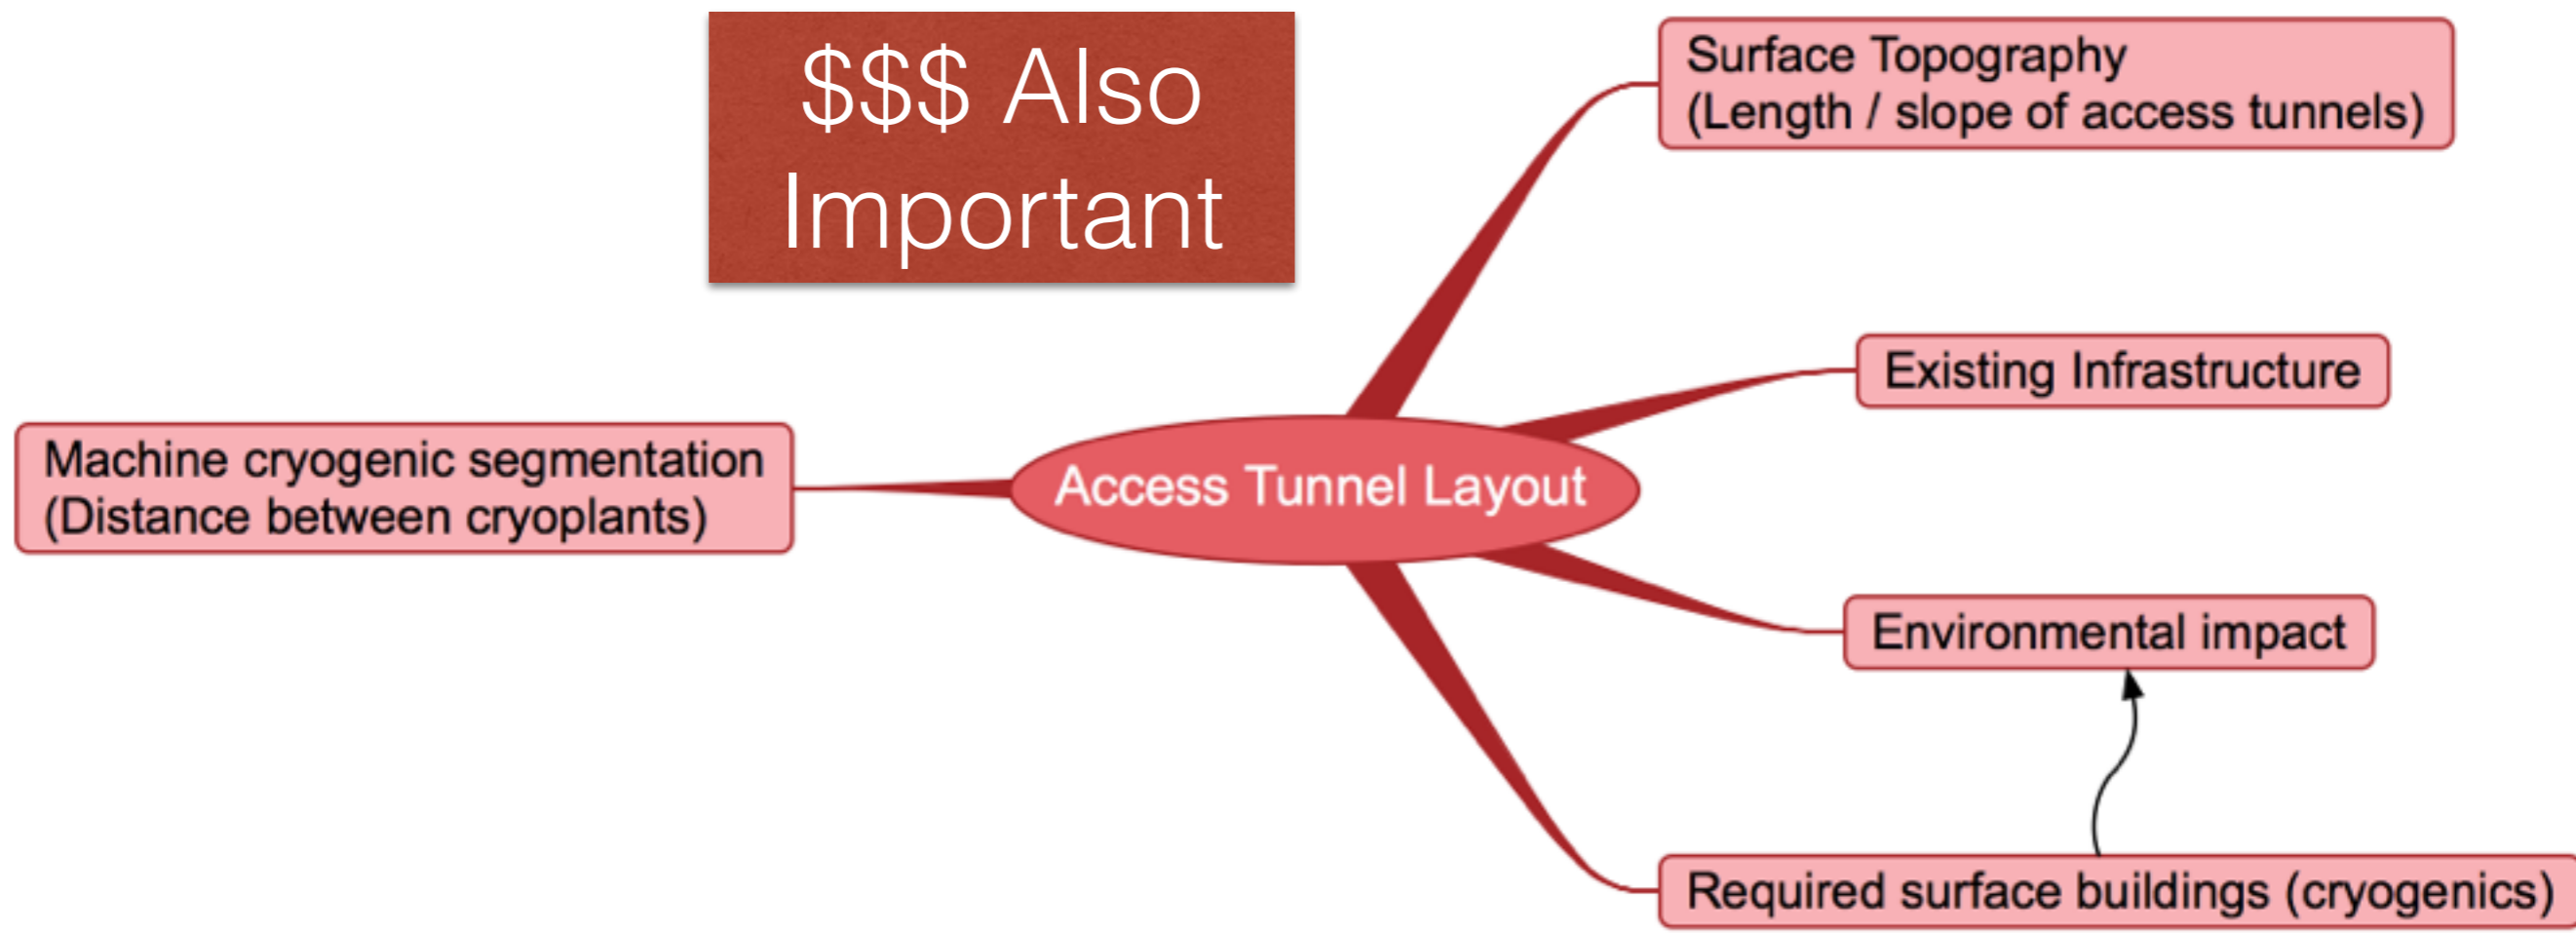 $$$ Also
Important
Surface Topography
(Length / slope of access tunnels)
Existing Infrastructure
Machine cryogenic segmentation
(Distance between cryoplants)
Access Tunnel Layout
Environmental impact
Required surface buildings (cryogenics)